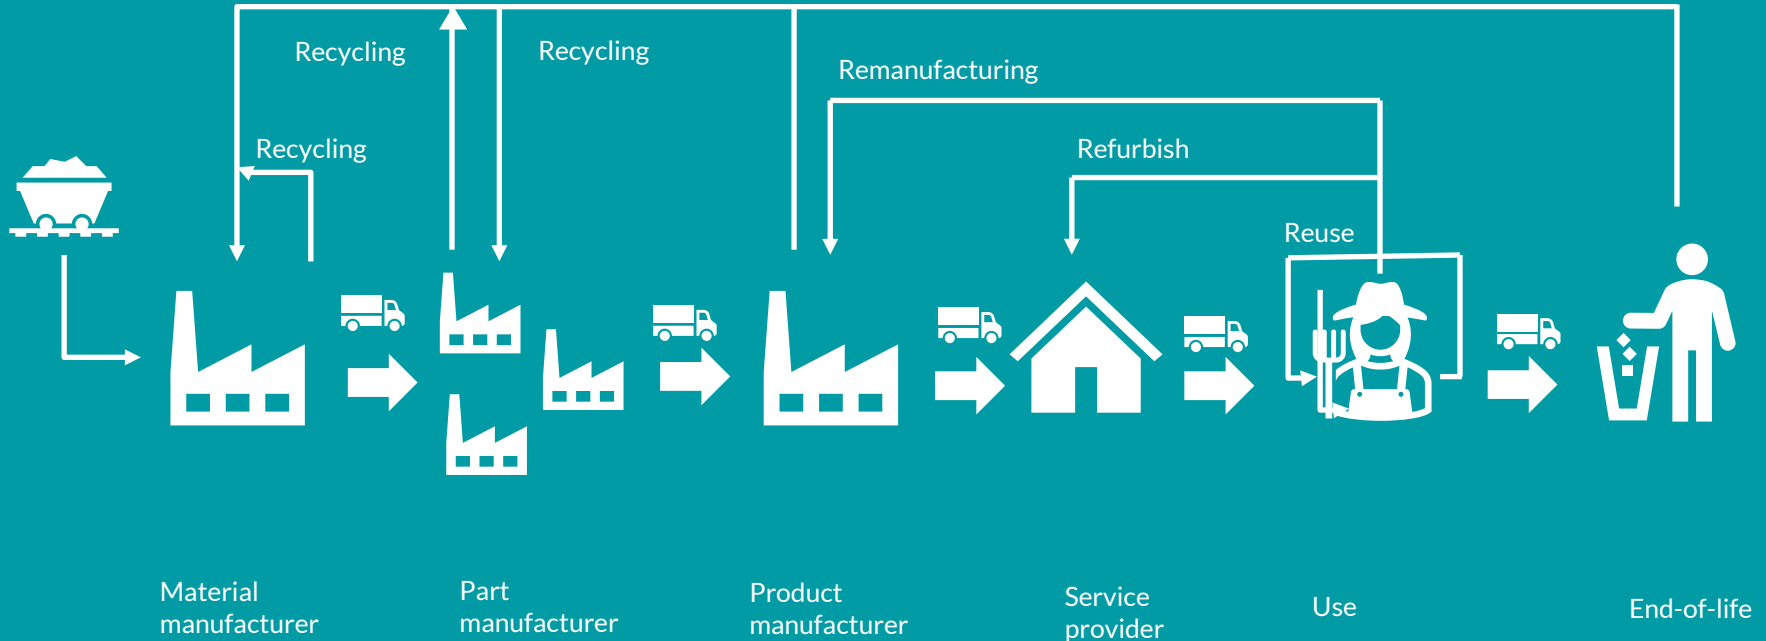 Recycling
Recycling
Remanufacturing
Recycling
Refurbish
Reuse
Material
manufacturer
Part
manufacturer
Product
manufacturer
Service
provider
Use
End-of-life